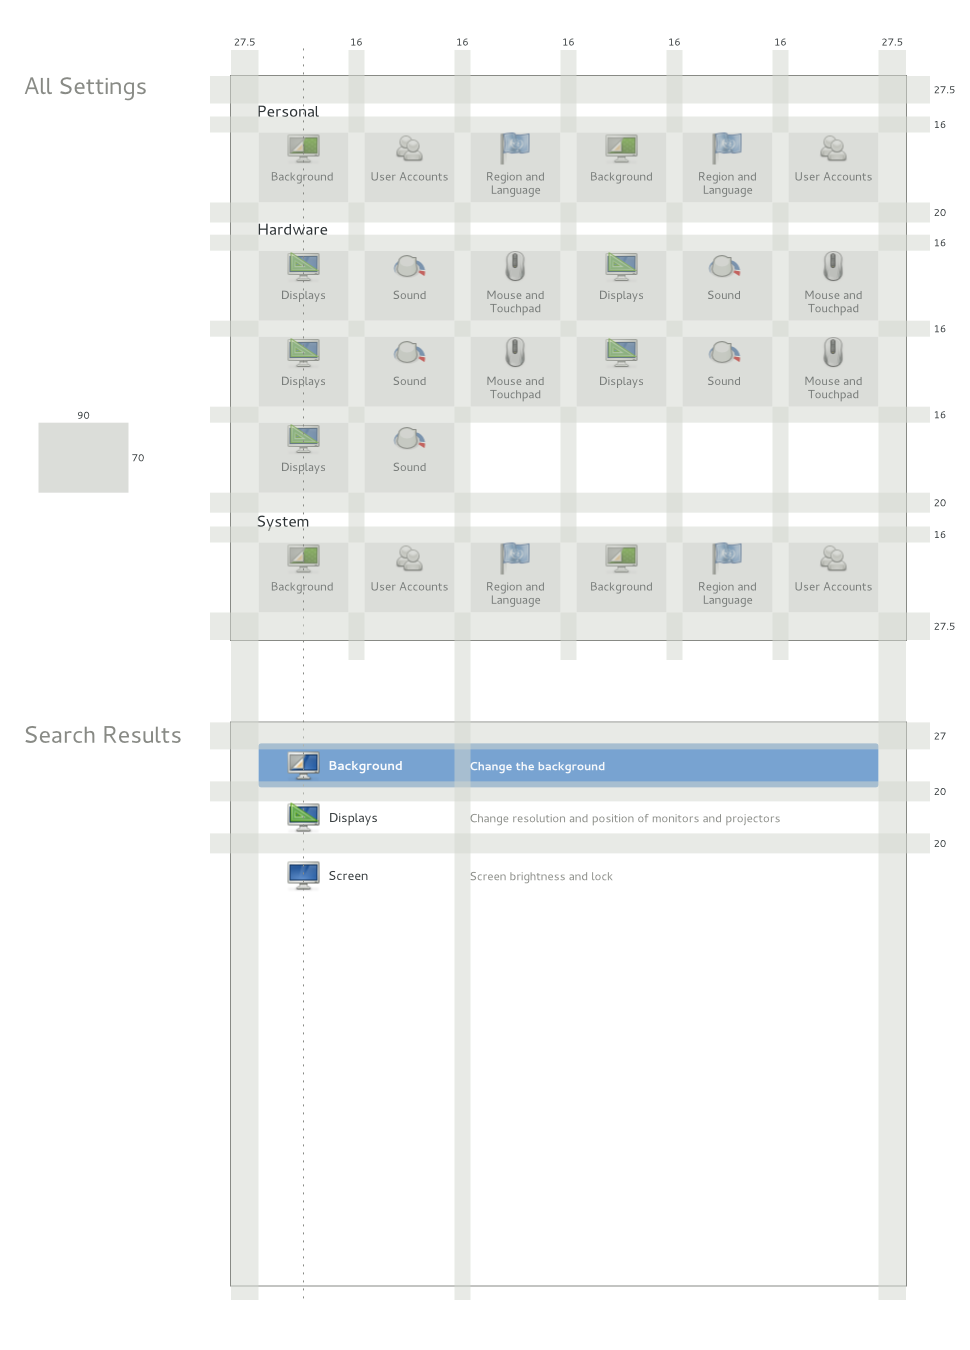 27.5 16 16 16 16 16 27.5
All Settings
27.5
Personal
16
Background User Accounts Region and Background Region and User Accounts
Language Language
20
Hardware
16
Displays Sound Mouse and Displays Sound Mouse and
Touchpad Touchpad
16
Displays Sound Mouse and Displays Sound Mouse and
Touchpad Touchpad
90
16
70
Displays Sound
20
System
16
Background User Accounts Region and Background Region and User Accounts
Language Language
27.5
Search Results
27
Background Change the background
20
Displays Change resolution and position of monitors and projectors
20
Screen Screen brightness and lock